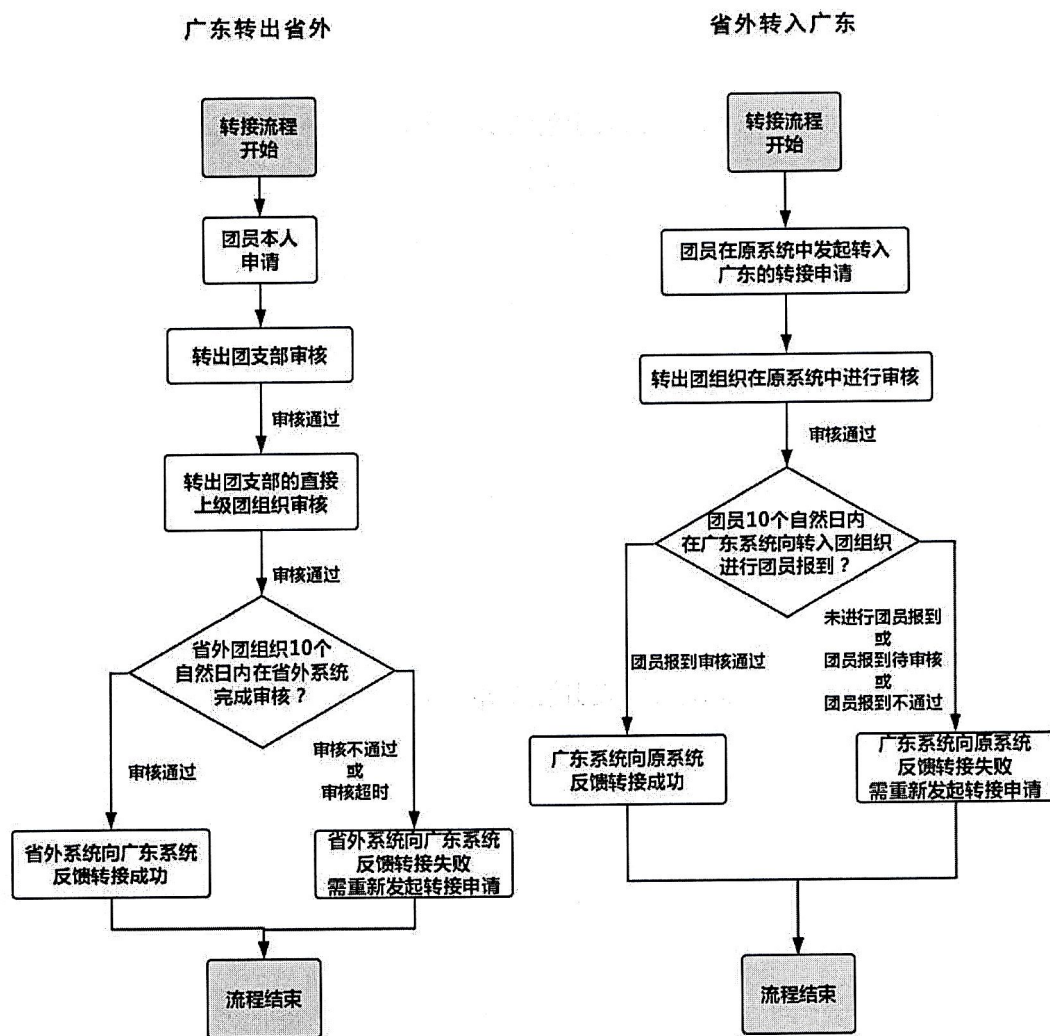 广东转出省外
转接流程
开始
团员本人
申请
转出团支部审核
审核通过
转出团支部的直接
上级团组织审核
审核通过
省外团组织10个
自然日内在省外系统
完成审核？
审核通过
审核不通过
或
审核超时
省外系统向广东系统
反馈转接成功
省外系统向广东系统
反馈转接失败
需重新发起转接申请
流程结束
省外转入广东
转接流程
开始
团员在原系统中发起转入
广东的转接申请
转出团组织在原系统中进行审核
审核通过
团员10个自然日内
在广东系统向转入团组织
进行团员报到？
团员报到审核通过
未进行团员报到
或
团员报到待审核
或
团员报到不通过
广东系统向原系统
反馈转接成功
广东系统向原系统
反馈转接失败
需重新发起转接申请
流程结束